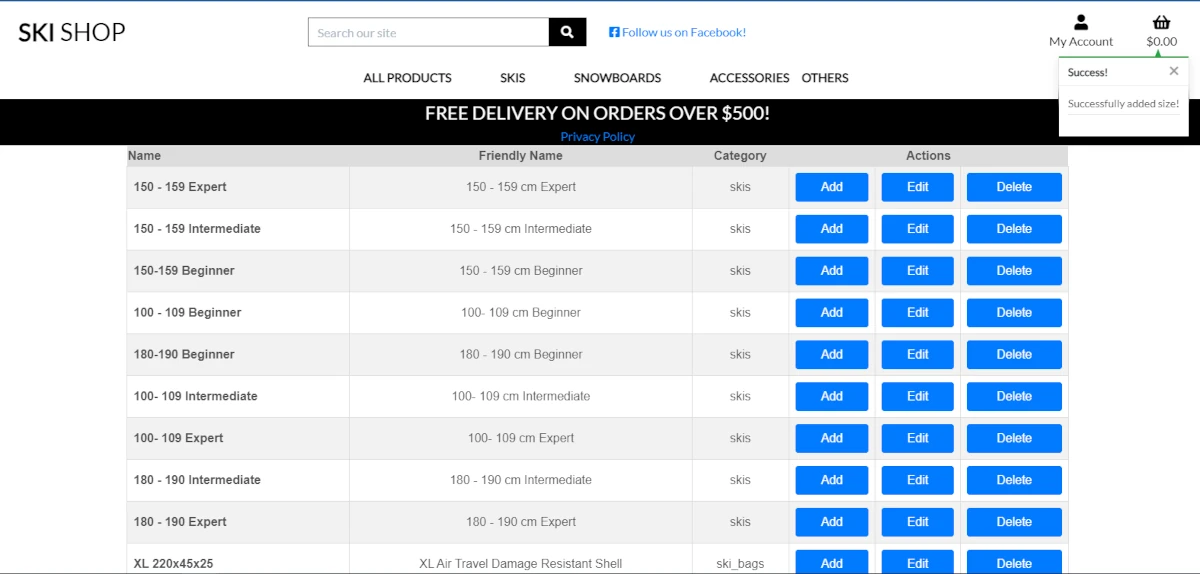 SKI SHOP
Search our site
Follow us on Facebook!
My Account
$0.00
ALL PRODUCTS SKIS SNOWBOARDS ACCESSORIES OTHERS
Success!
Successfully added size!
FREE DELIVERY ON ORDERS OVER $500!
Privacy Policy
Name Friendly Name Category Actions
150 - 159 Expert 150 - 159 cm Expert skis Add Edit Delete
150 - 159 Intermediate 150 - 159 cm Intermediate skis Add Edit Delete
150-159 Beginner 150 - 159 cm Beginner skis Add Edit Delete
100 - 109 Beginner 100- 109 cm Beginner skis Add Edit Delete
180-190 Beginner 180 - 190 cm Beginner skis Add Edit Delete
100- 109 Intermediate 100- 109 cm Intermediate skis Add Edit Delete
100- 109 Expert 100- 109 cm Expert skis Add Edit Delete
180 - 190 Intermediate 180 - 190 cm Intermediate skis Add Edit Delete
180 - 190 Expert 180 - 190 cm Expert skis Add Edit Delete
XL 220x45x25 XL Air Travel Damage Resistant Shell ski_bags Add Edit Delete